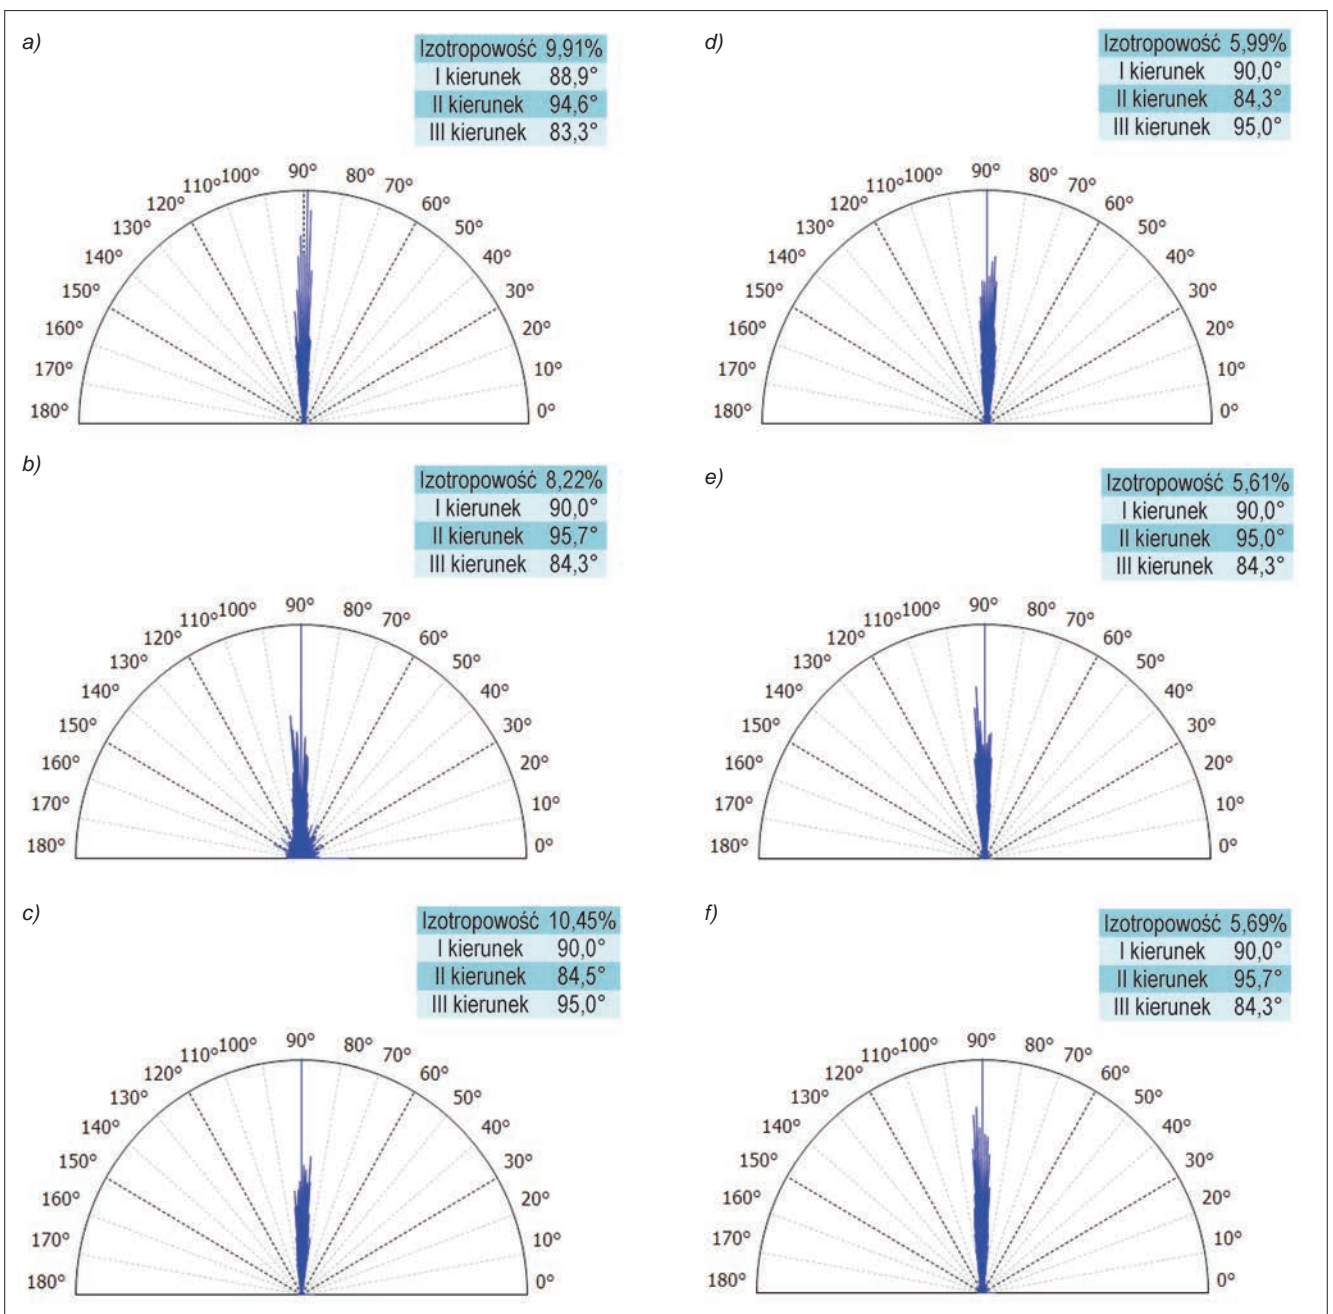 a)
Izotropowość 9,91%
I kierunek 88,9°
II kierunek 94,6°
III kierunek 83,3°
90°
100° 80°
110° 70°
120° 60°
130° 50°
140° 40°
150° 30°
160° 20°
170° 10°
180° 0°
b)
Izotropowość 8,22%
I kierunek 90,0°
II kierunek 95,7°
III kierunek 84,3°
90°
100° 80°
110° 70°
120° 60°
130° 50°
140° 40°
150° 30°
160° 20°
170° 10°
180° 0°
c)
Izotropowość 10,45%
I kierunek 90,0°
II kierunek 84,5°
III kierunek 95,0°
90°
100° 80°
110° 70°
120° 60°
130° 50°
140° 40°
150° 30°
160° 20°
170° 10°
180° 0°
d)
Izotropowość 5,99%
I kierunek 90,0°
II kierunek 84,3°
III kierunek 95,0°
90°
100° 80°
110° 70°
120° 60°
130° 50°
140° 40°
150° 30°
160° 20°
170° 10°
180° 0°
e)
Izotropowość 5,61%
I kierunek 90,0°
II kierunek 95,0°
III kierunek 84,3°
90°
100° 80°
110° 70°
120° 60°
130° 50°
140° 40°
150° 30°
160° 20°
170° 10°
180° 0°
f)
Izotropowość 5,69%
I kierunek 90,0°
II kierunek 95,7°
III kierunek 84,3°
90°
100° 80°
110° 70°
120° 60°
130° 50°
140° 40°
150° 30°
160° 20°
170° 10°
180° 0°